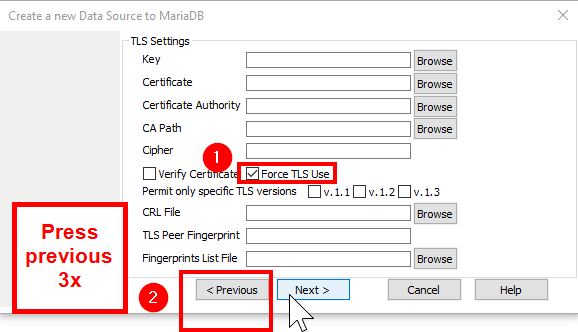 Create a new Data Source to MariaDB
TLS Settings
Key Browse
Certificate Browse
Certificate Authority Browse
CA Path Browse
Cipher
1
Verify Certificate Force TLS Use
Permit only specific TLS versions v.1.1 v.1.2 v.1.3
CRL File Browse
TLS Peer Fingerprint
Fingerprints List File Browse
Press
previous
3x
2
< Previous Next > Cancel Help